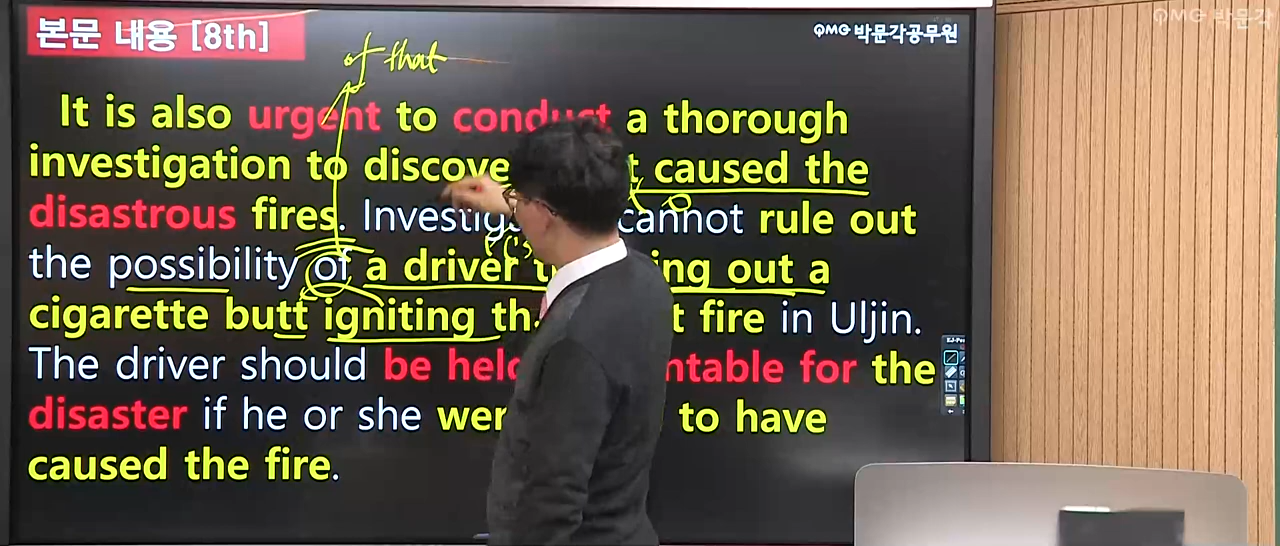 본문 내용 [8th]
of that
QMG 박문각공무원
QMG 박문각
It is also urgent to conduct a thorough
investigation to discove t caused the
disastrous fires. Investiga cannot rule out
the possibility of a driver t ing out a
cigarette butt igniting th t fire in Uljin.
The driver should be held ntable for the
disaster if he or she wer to have
caused the fire.